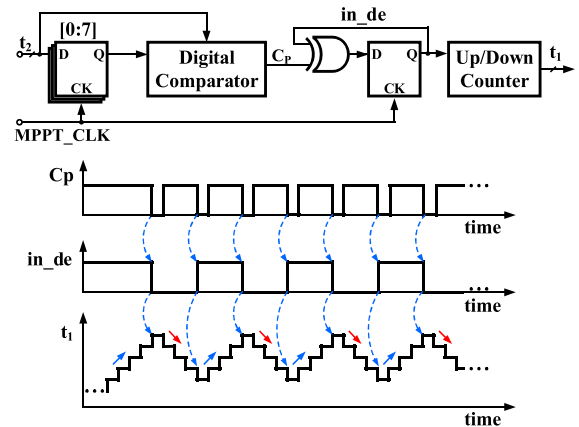 [0:7]
in_de
t2
D
Q
CK
Digital
Comparator
CP
D
Q
CK
Up/Down
Counter
t1
MPPT_CLK
Cp
...
time
in_de
...
time
t1
...
...
time